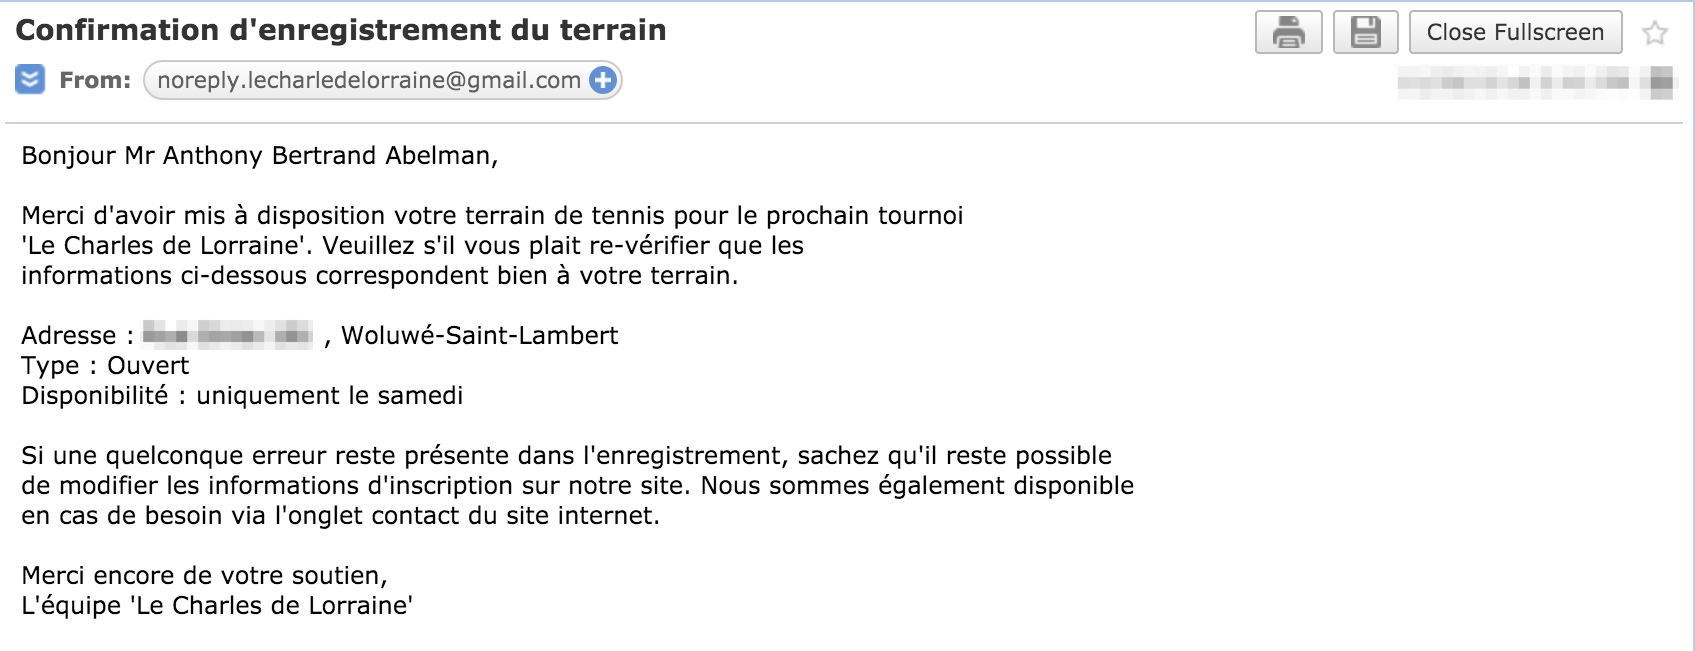 Confirmation d'enregistrement du terrain
Close Fullscreen
From: noreply.lecharledelorraine@gmail.com
Bonjour Mr Anthony Bertrand Abelman,
Merci d'avoir mis à disposition votre terrain de tennis pour le prochain tournoi
'Le Charles de Lorraine'. Veuillez s'il vous plait re-vérifier que les
informations ci-dessous correspondent bien à votre terrain.
Adresse : , Woluwé-Saint-Lambert
Type : Ouvert
Disponibilité : uniquement le samedi
Si une quelconque erreur reste présente dans l'enregistrement, sachez qu'il reste possible
de modifier les informations d'inscription sur notre site. Nous sommes également disponible
en cas de besoin via l'onglet contact du site internet.
Merci encore de votre soutien,
L'équipe 'Le Charles de Lorraine'